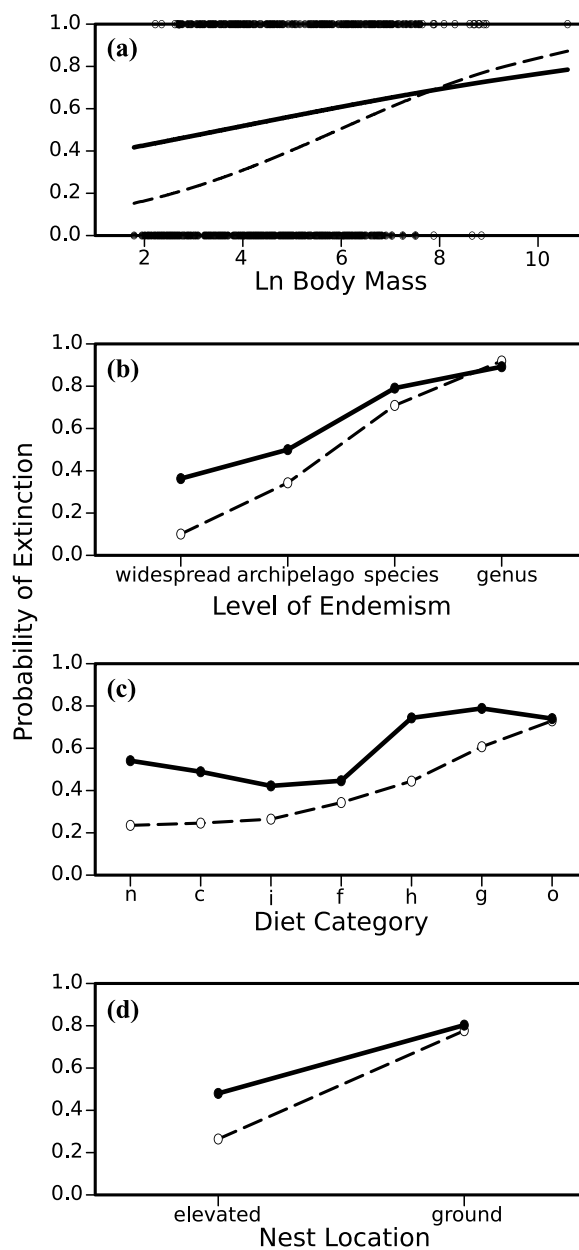 Probability of Extinction
(a)
1.0
0.8
0.6
0.4
0.2
0.0
2 4 6 8 10
Ln Body Mass
(b)
1.0
0.8
0.6
0.4
0.2
0.0
widespread archipelago species genus
Level of Endemism
(c)
1.0
0.8
0.6
0.4
0.2
0.0
n c i f h g o
Diet Category
(d)
1.0
0.8
0.6
0.4
0.2
0.0
elevated ground
Nest Location